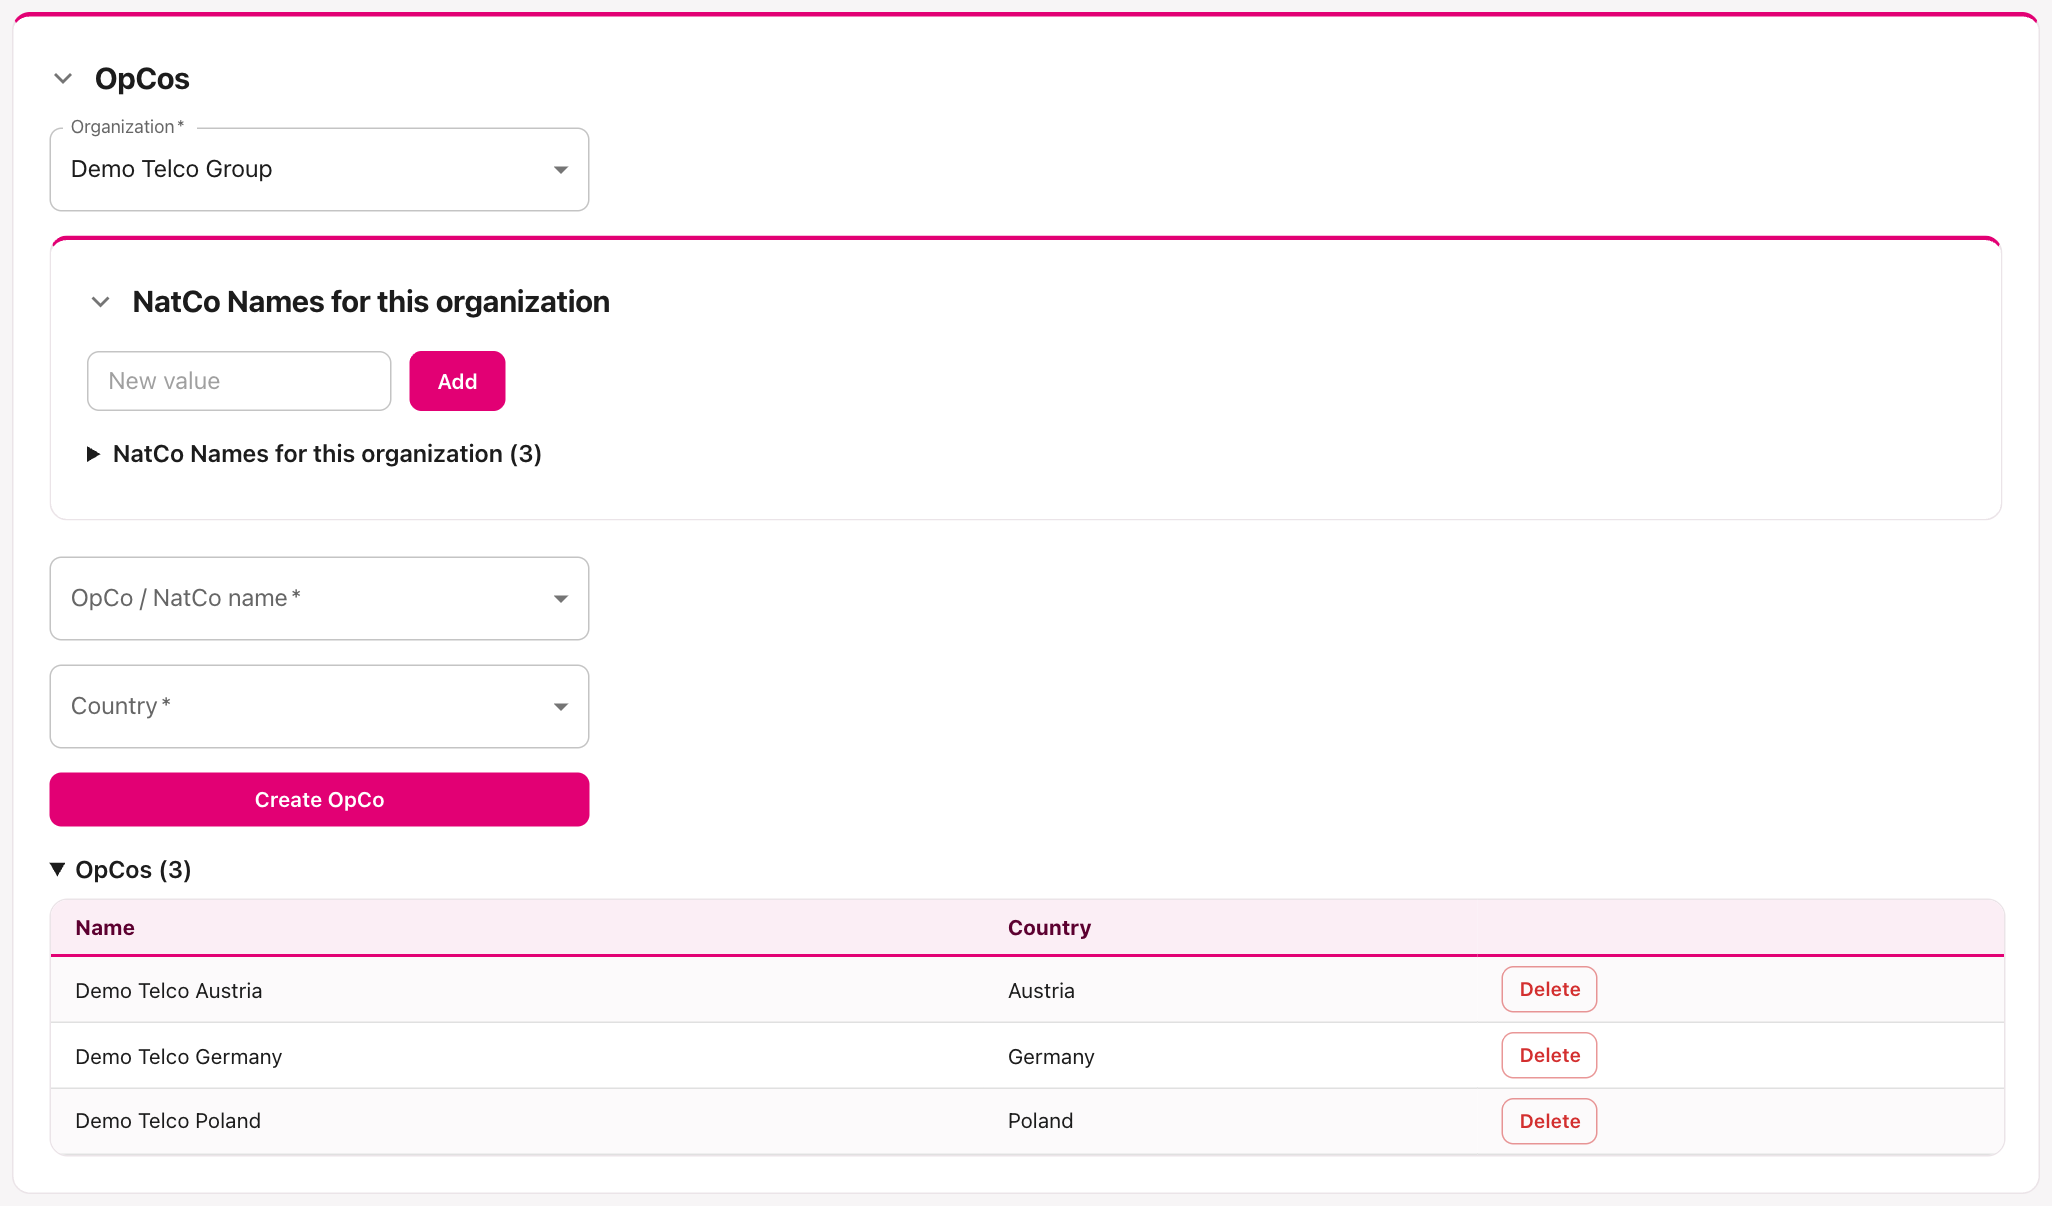 OpCos
Organization *
Demo Telco Group
NatCo Names for this organization
New value
Add
NatCo Names for this organization (3)
OpCo / NatCo name *
Country *
Create OpCo
OpCos (3)
Name Country
Demo Telco Austria Austria Delete
Demo Telco Germany Germany Delete
Demo Telco Poland Poland Delete